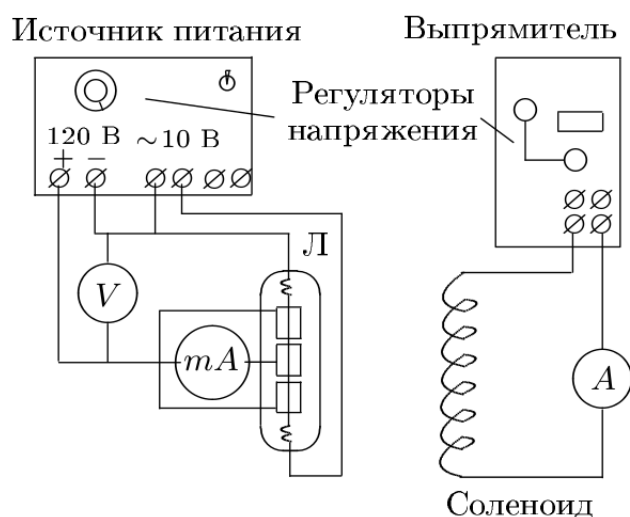 Источник питания
Выпрямитель
Регуляторы
напряжения
120 В ~10 В
+ −
Л
V
mA
A
Соленоид